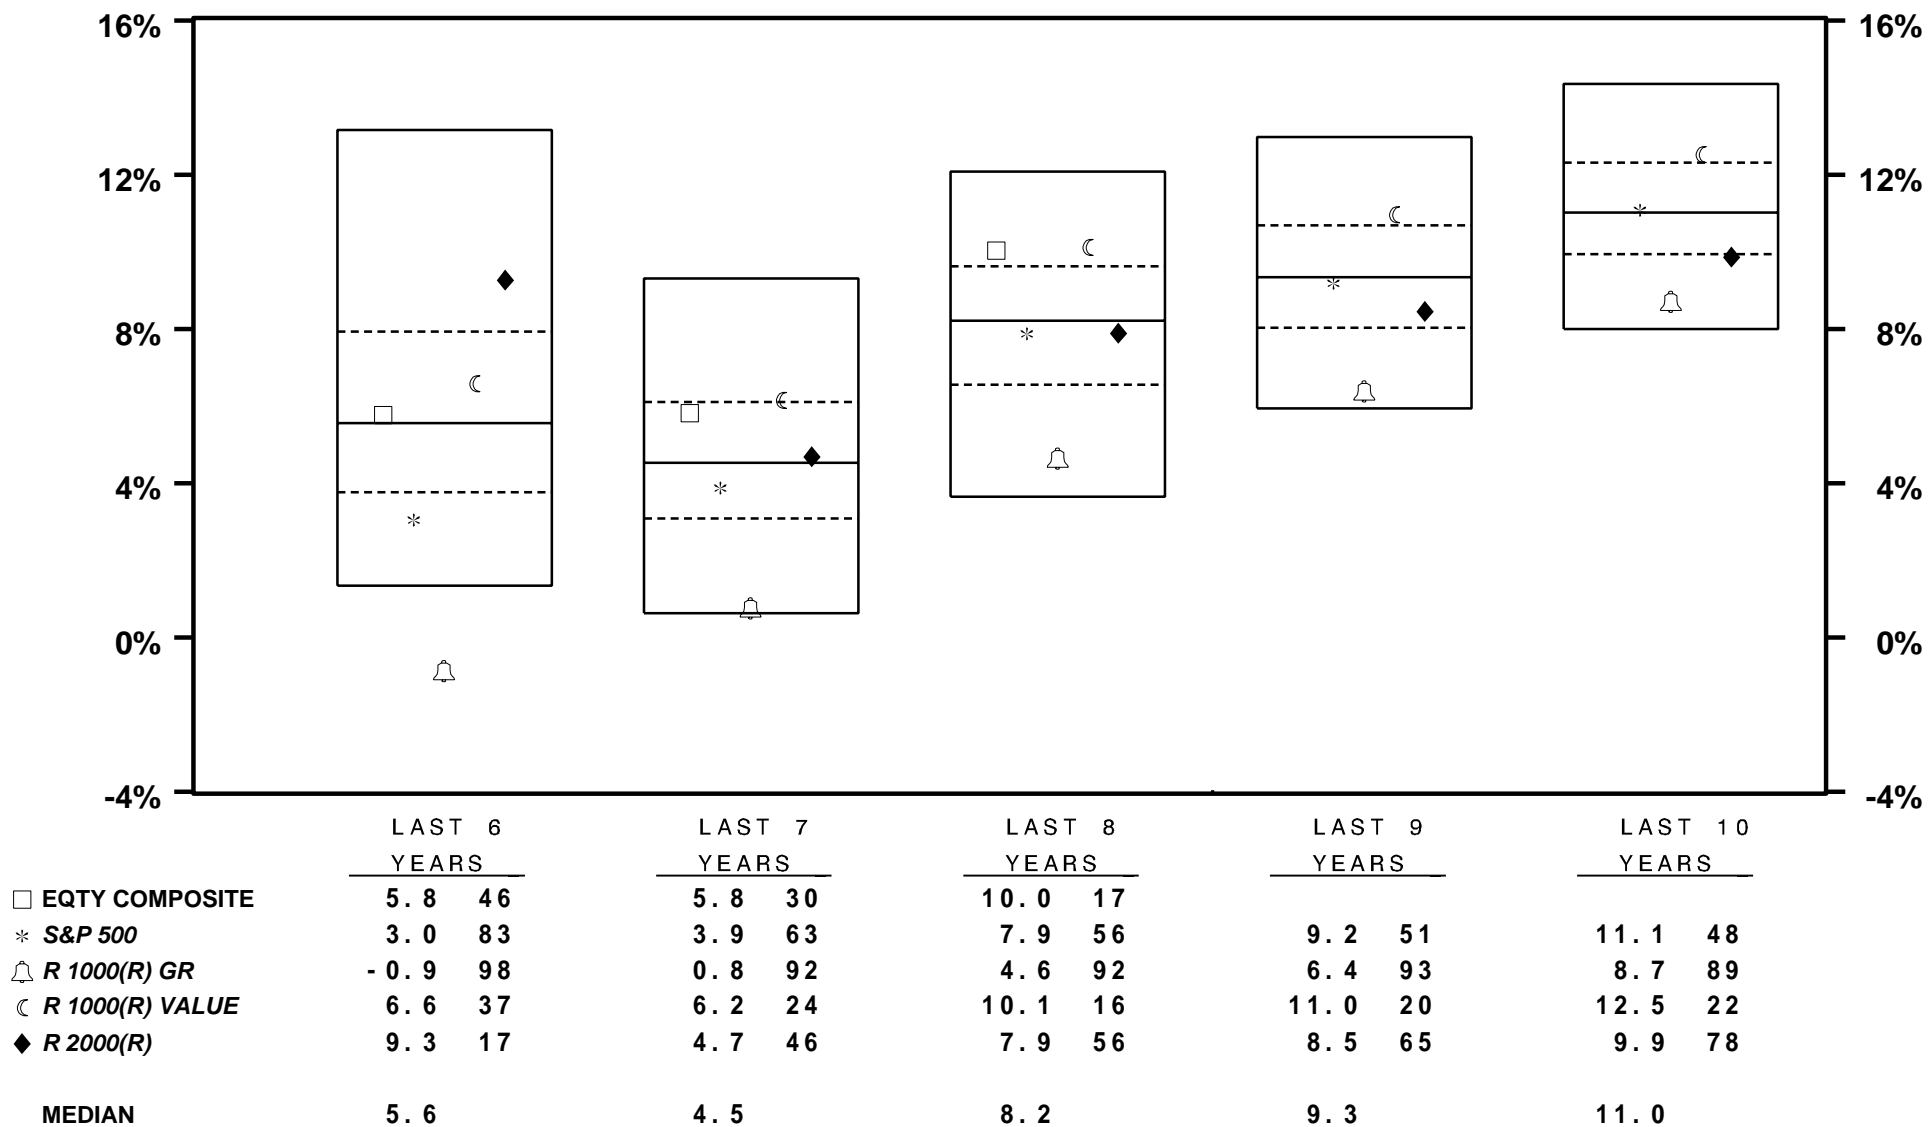 16% 16%
12% 12%
8% 8%
4% 4%
0% 0%
-4% -4%
LAST 6 LAST 7 LAST 8 LAST 9 LAST 10
YEARS YEARS YEARS YEARS YEARS
EQTY COMPOSITE 5.8 46 5.8 30 10.0 17
S&P 500 3.0 83 3.9 63 7.9 56 9.2 51 11.1 48
R 1000(R) GR -0.9 98 0.8 92 4.6 92 6.4 93 8.7 89
R 1000(R) VALUE 6.6 37 6.2 24 10.1 16 11.0 20 12.5 22
R 2000(R) 9.3 17 4.7 46 7.9 56 8.5 65 9.9 78
MEDIAN 5.6 4.5 8.2 9.3 11.0